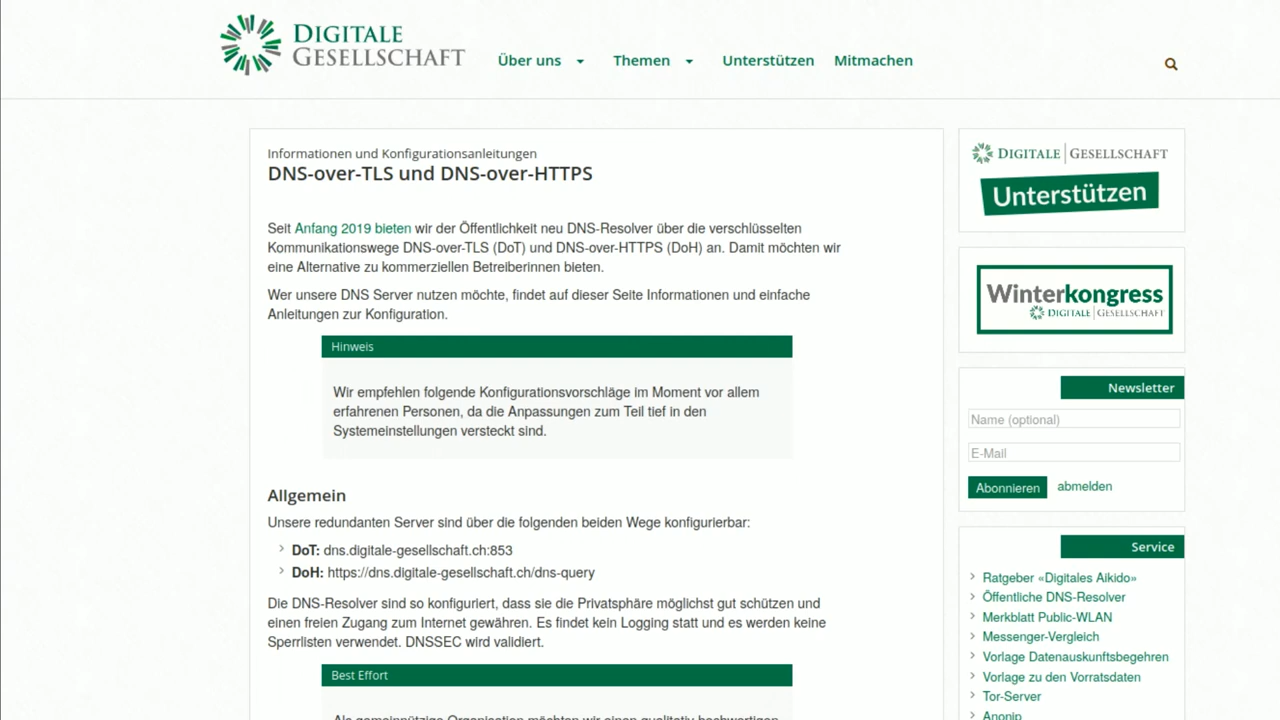 DIGITALE
GESELLSCHAFT
Über uns
Themen
Unterstützen
Mitmachen
Informationen und Konfigurationsanleitungen
DNS-over-TLS und DNS-over-HTTPS
Seit Anfang 2019 bieten wir der Öffentlichkeit neu DNS-Resolver über die verschlüsselten
Kommunikationswege DNS-over-TLS (DoT) und DNS-over-HTTPS (DoH) an. Damit möchten wir
eine Alternative zu kommerziellen Betreiberinnen bieten.
Wer unsere DNS Server nutzen möchte, findet auf dieser Seite Informationen und einfache
Anleitungen zur Konfiguration.
Hinweis
Wir empfehlen folgende Konfigurationsvorschläge im Moment vor allem
erfahrenen Personen, da die Anpassungen zum Teil tief in den
Systemeinstellungen versteckt sind.
Allgemein
Unsere redundanten Server sind über die folgenden beiden Wege konfigurierbar:
DoT: dns.digitale-gesellschaft.ch:853
DoH: https://dns.digitale-gesellschaft.ch/dns-query
Die DNS-Resolver sind so konfiguriert, dass sie die Privatsphäre möglichst gut schützen und
einen freien Zugang zum Internet gewähren. Es findet kein Logging statt und es werden keine
Sperrlisten verwendet. DNSSEC wird validiert.
Best Effort
Als gemeinnützige Organisation möchten wir einen qualitativ hochwertigen
DIGITALE GESELLSCHAFT
Unterstützen
Winterkongress
DIGITALE GESELLSCHAFT
Newsletter
Name (optional)
E-Mail
Abonnieren abmelden
Service
Ratgeber «Digitales Aikido»
Öffentliche DNS-Resolver
Merkblatt Public-WLAN
Messenger-Vergleich
Vorlage Datenauskunftsbegehren
Vorlage zu den Vorratsdaten
Tor-Server
Anonip